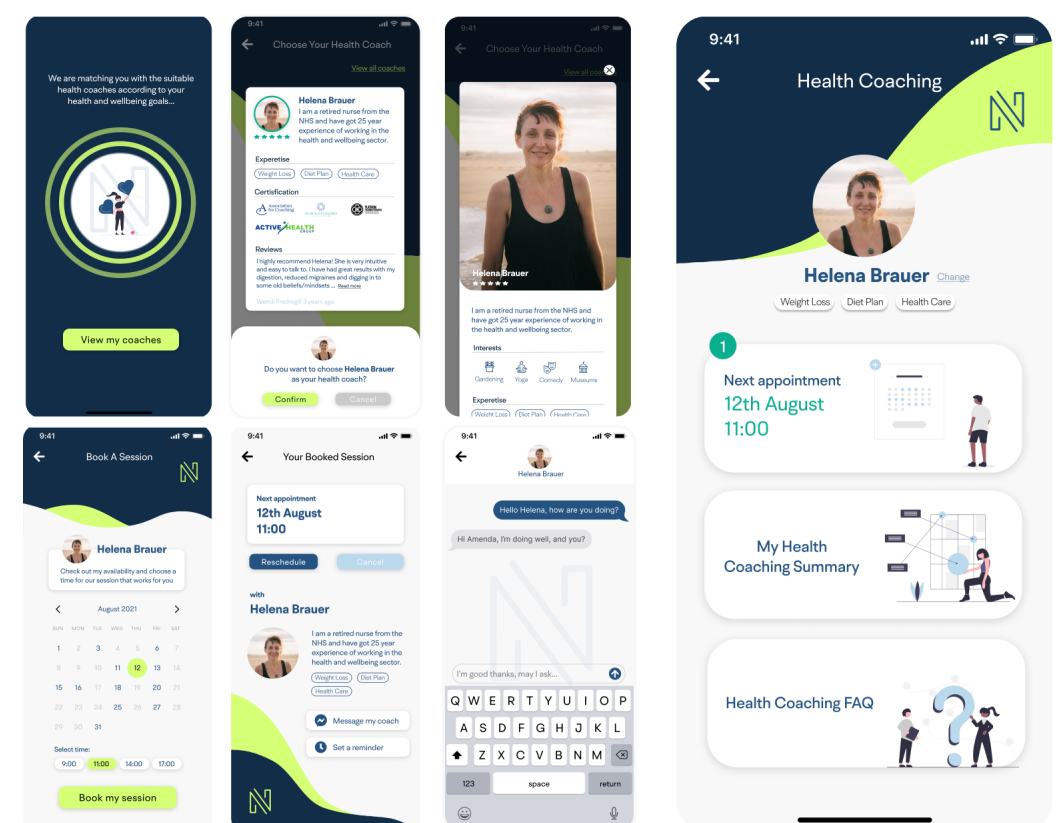 We are matching you with the suitable
health coaches according to your
health and wellbeing goals...
View my coaches
9:41
Choose Your Health Coach
View all coaches
Helena Brauer
I am a retired nurse from the
NHS and have got 25 year
experience of working in the
health and wellbeing sector.
Experetise
Weight Loss
Diet Plan
Health Care
Certisfication
Association
for Coaching
ACTIVE HEALTH
GROUP
Reviews
I highly recommend Helena! She is very intuitive
and easy to talk to. I have had great results with my
digestion, reduced migraines and digging in to
some old beliefs/mindsets ... Read more
3 years ago
Do you want to choose Helena Brauer
as your health coach?
Confirm
Cancel
9:41
Choose Your Health Coach
View all
Helena Brauer
I am a retired nurse from the NHS and
have got 25 year experience of working in
the health and wellbeing sector.
Interests
Gardening
Yoga
Comedy
Museums
Experetise
Weight Loss
Diet Plan
Health Care
9:41
Health Coaching
N
Helena Brauer Change
Weight Loss
Diet Plan
Health Care
1
Next appointment
12th August
11:00
My Health
Coaching Summary
Health Coaching FAQ
9:41
Book A Session
N
Helena Brauer
Check out my availability and choose a
time for our session that works for you
August 2021
SUN MON TUE WED THU FRI SAT
1 2 3 4 5 6 7
8 9 10 11 12 13 14
15 16 17 18 19 20 21
22 23 24 25 26 27 28
29 30 31
Select time:
9:00 11:00 14:00 17:00
Book my session
9:41
Your Booked Session
Next appointment
12th August
11:00
Reschedule
Cancel
with
Helena Brauer
I am a retired nurse from the
NHS and have got 25 year
experience of working in the
health and wellbeing sector.
Weight Loss
Diet Plan
Health Care
Message my coach
Set a reminder
N
9:41
Helena Brauer
Hello Helena, how are you doing?
Hi Amenda, I'm doing well, and you?
I'm good thanks, may I ask...
Q W E R T Y U I O P
A S D F G H J K L
Z X C V B N M
123
space
return